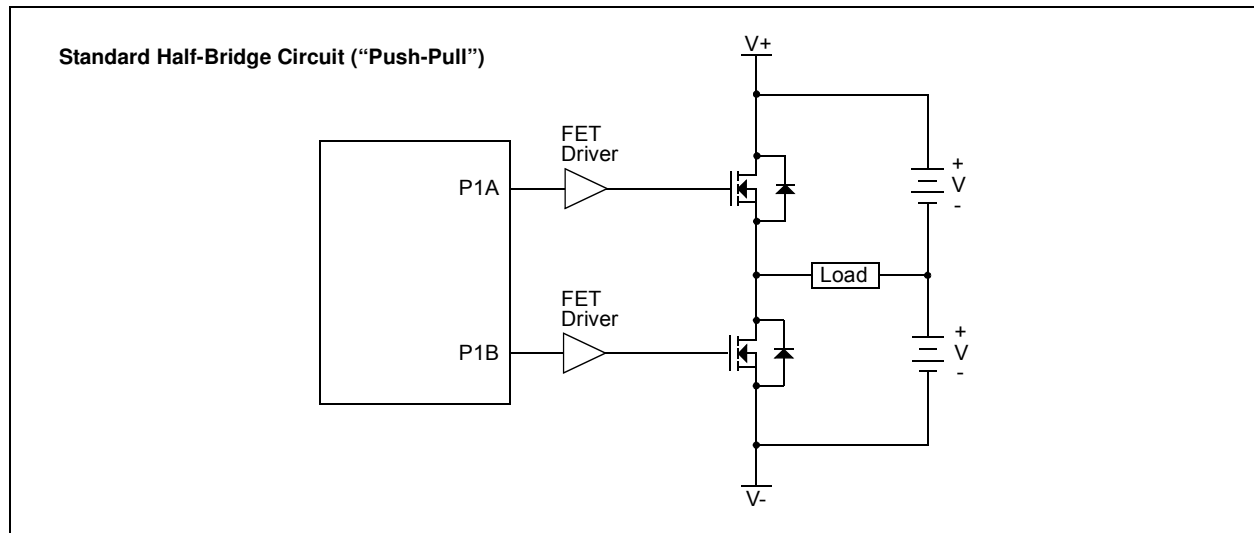 Standard Half-Bridge Circuit (“Push-Pull”)
V+
FET
Driver
P1A
+
V
-
Load
FET
Driver
P1B
+
V
-
V-